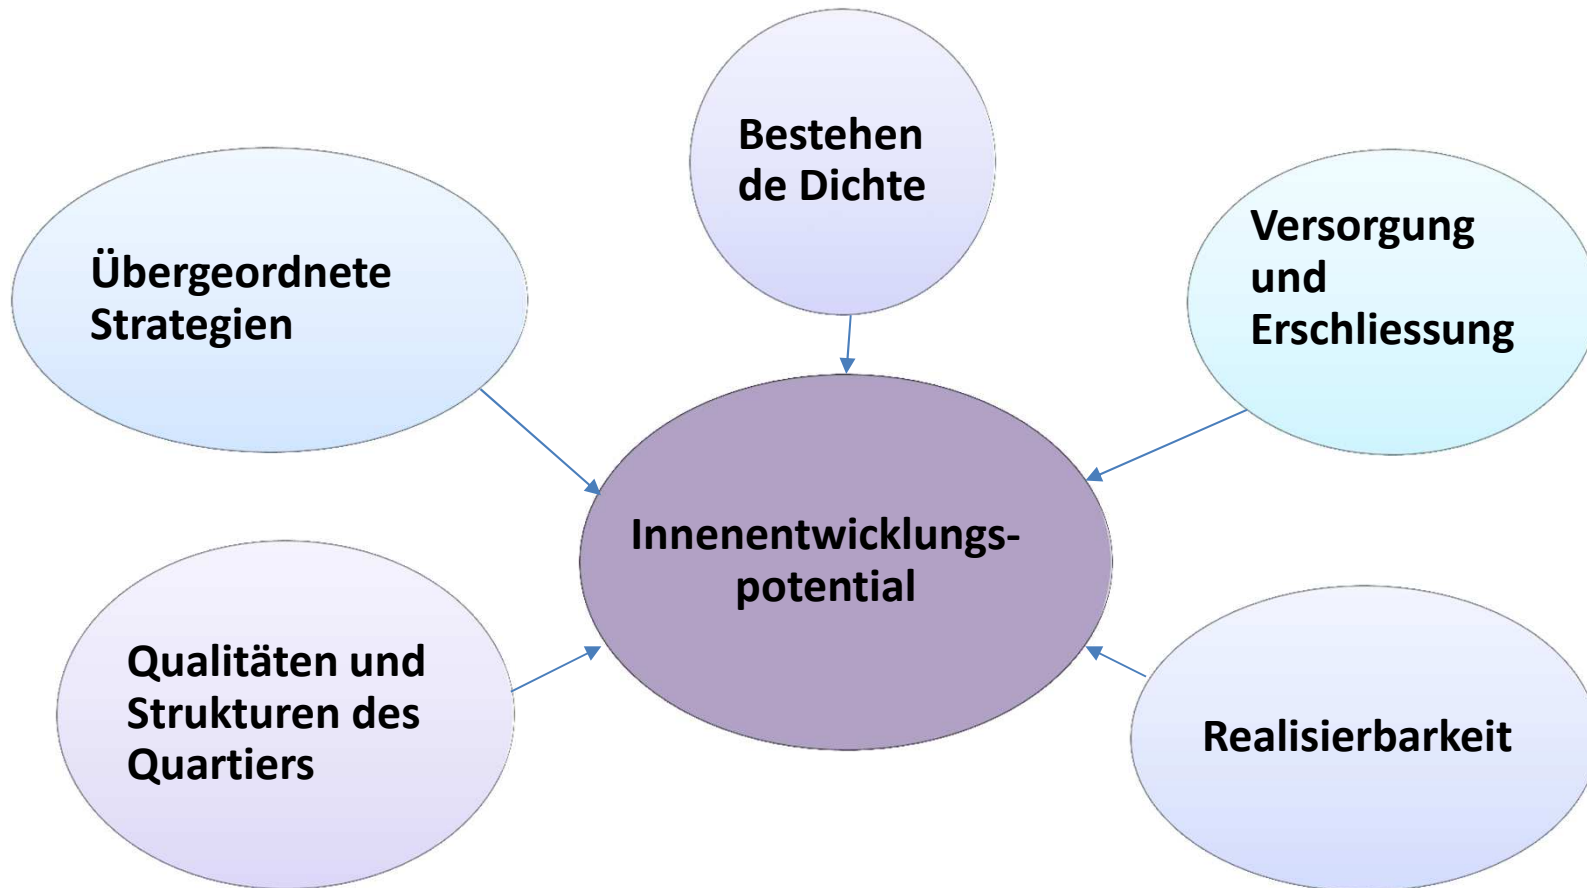 Bestehen
de Dichte
Übergeordnete
Strategien
Versorgung
und
Erschliessung
Innenentwicklungs-
potential
Qualitäten und
Strukturen des
Quartiers
Realisierbarkeit